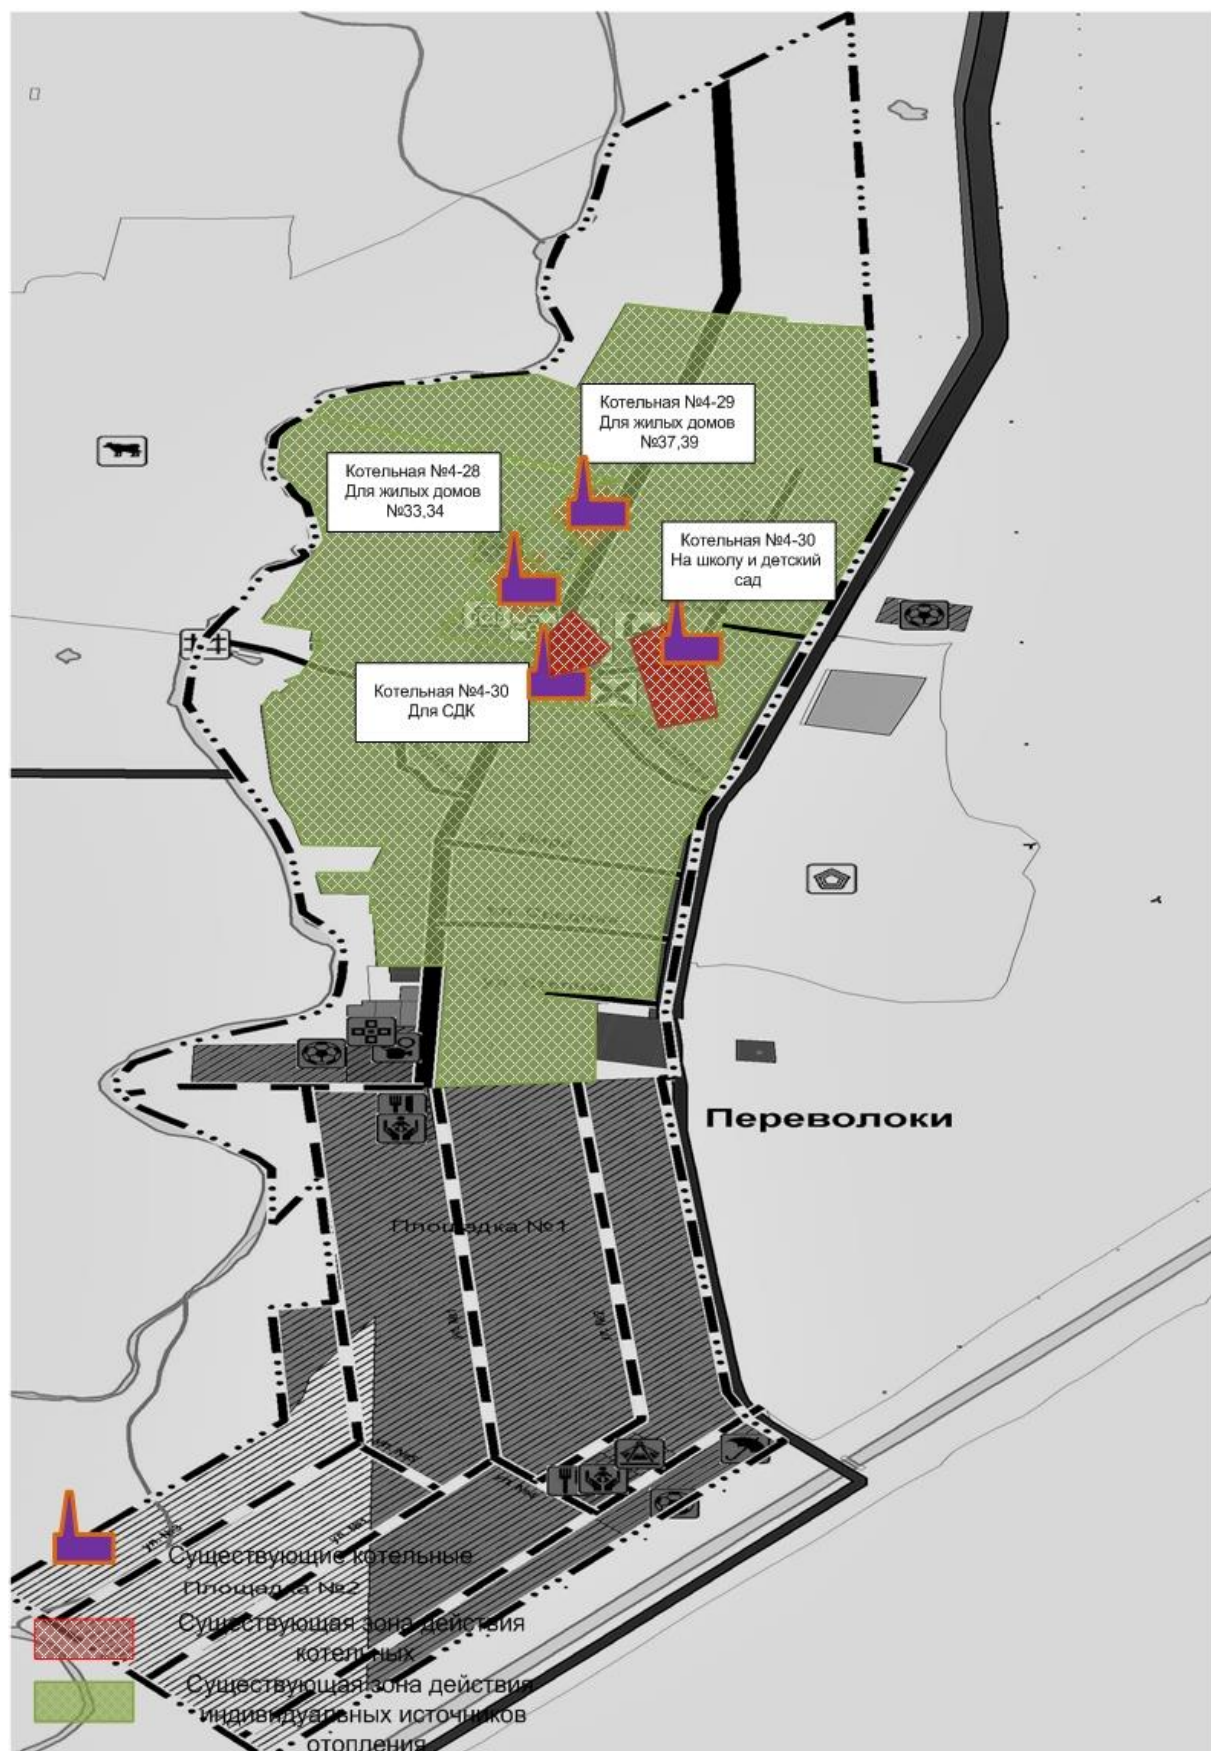 Котельная №4-29
Для жилых домов
№37,39
Котельная №4-28
Для жилых домов
№33,34
Котельная №4-30
На школу и детский
сад
Котельная №4-30
Для СДК
Переволоки
Площадка №1
Существующие котельные
Площадка №2
Существующая зона действия
котельных
Существующая зона действия
индивидуальных источников
отопления